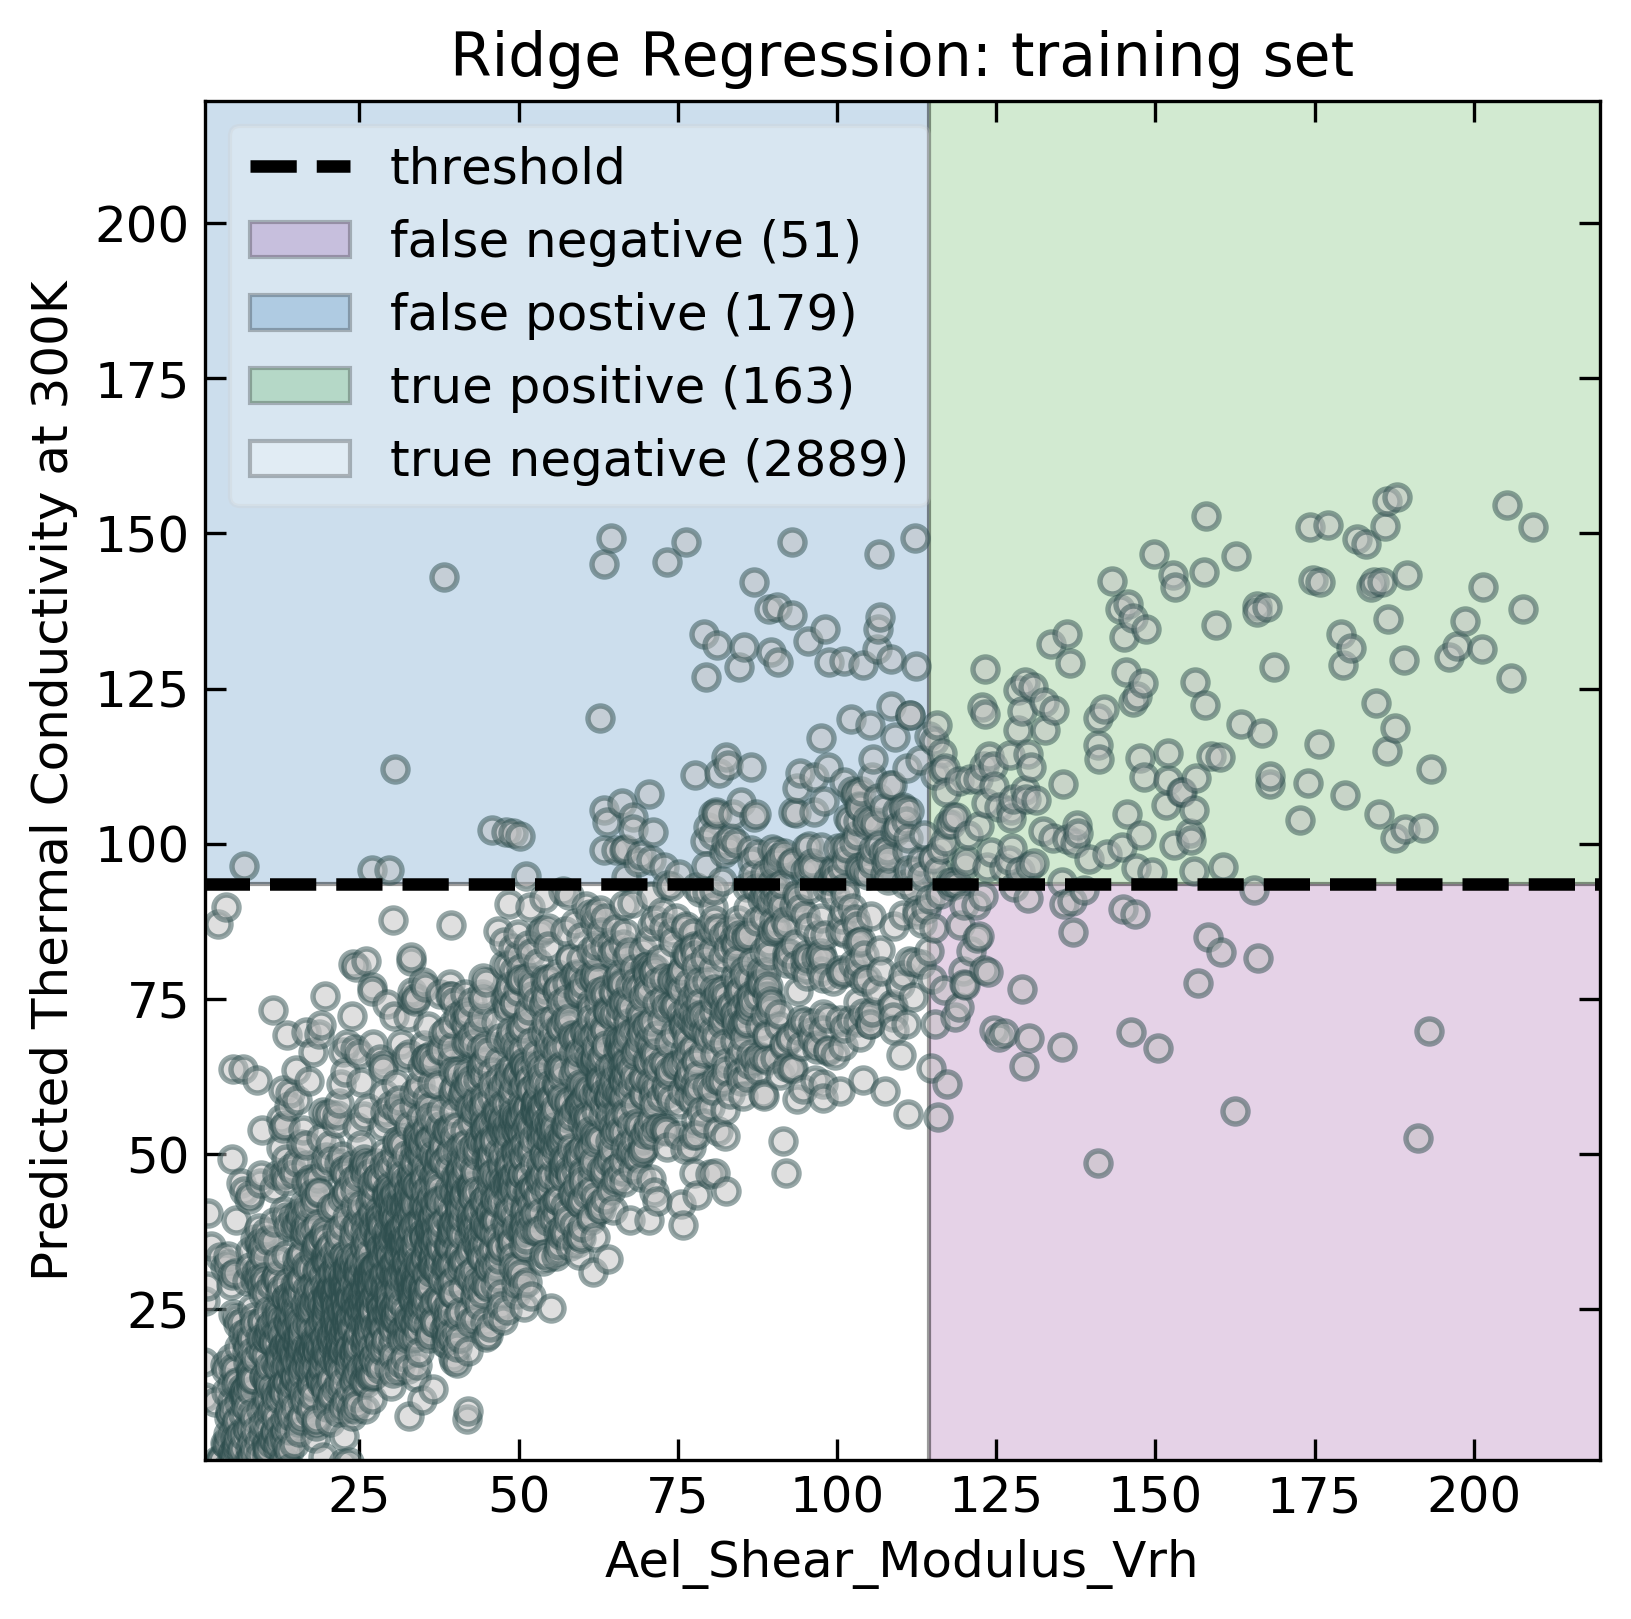 Ridge Regression: training set
threshold
false negative (51)
false postive (179)
true positive (163)
true negative (2889)
Predicted Thermal Conductivity at 300K
200
175
150
125
100
75
50
25
25 50 75 100 125 150 175 200
Ael_Shear_Modulus_Vrh